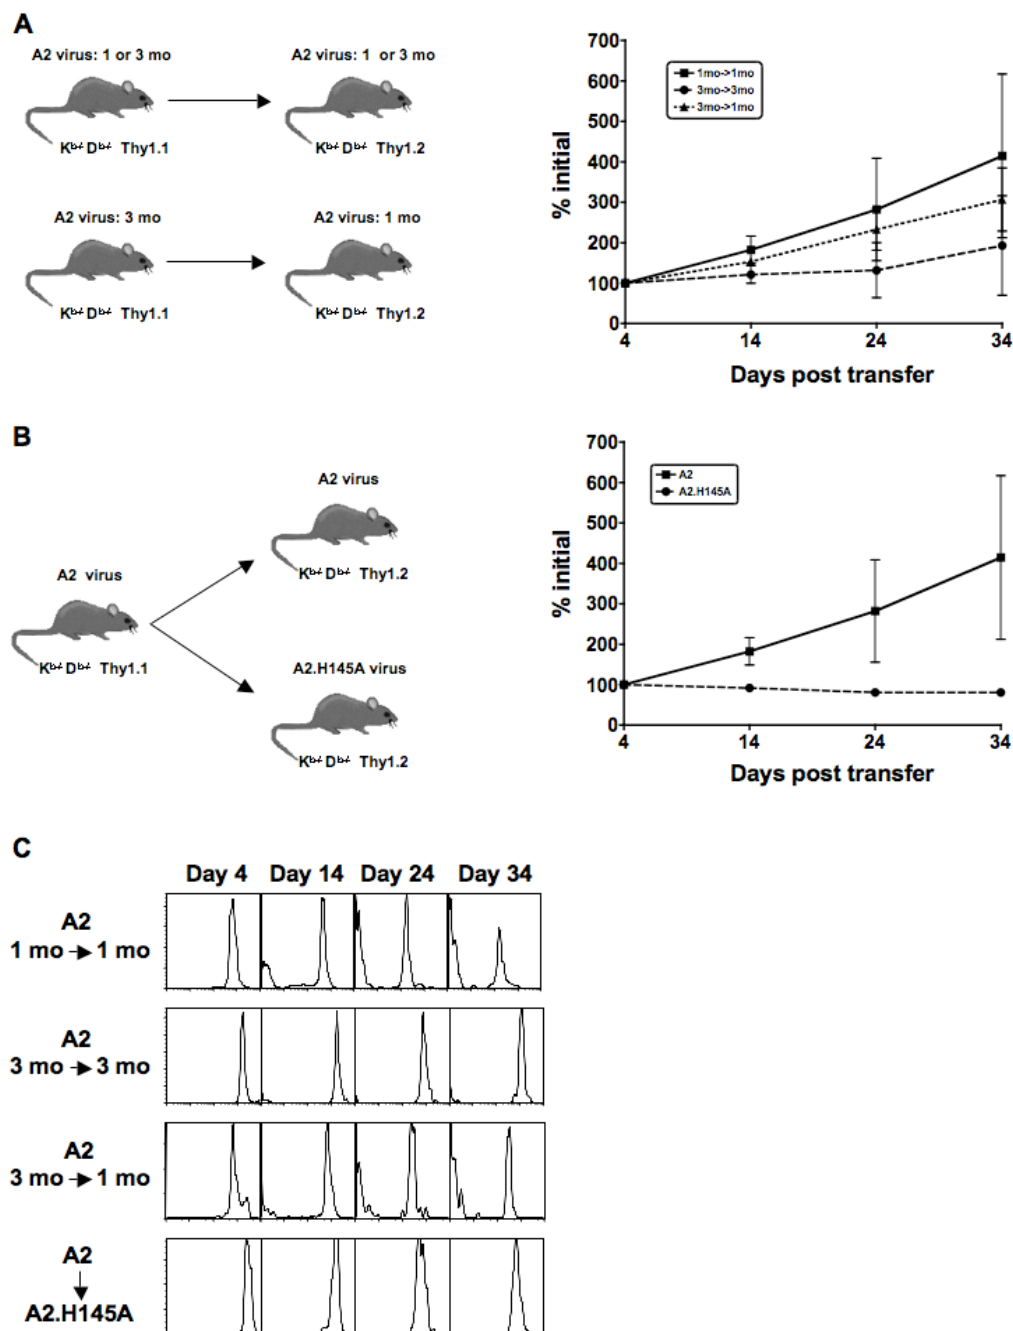 A
A2 virus: 1 or 3 mo
A2 virus: 1 or 3 mo
Kb-/- Db-/- Thy1.1
Kb-/- Db-/- Thy1.2
A2 virus: 3 mo
A2 virus: 1 mo
Kb-/- Db-/- Thy1.1
Kb-/- Db-/- Thy1.2
% initial
700
600
500
400
300
200
100
0
1mo->1mo
3mo->3mo
3mo->1mo
4 14 24 34
Days post transfer
B
A2 virus
Kb-/- Db-/- Thy1.2
A2 virus
Kb-/- Db-/- Thy1.1
A2.H145A virus
Kb-/- Db-/- Thy1.2
% initial
700
600
500
400
300
200
100
0
A2
A2.H145A
4 14 24 34
Days post transfer
C
Day 4 Day 14 Day 24 Day 34
A2
1 mo → 1 mo
A2
3 mo → 3 mo
A2
3 mo → 1 mo
A2
↓
A2.H145A